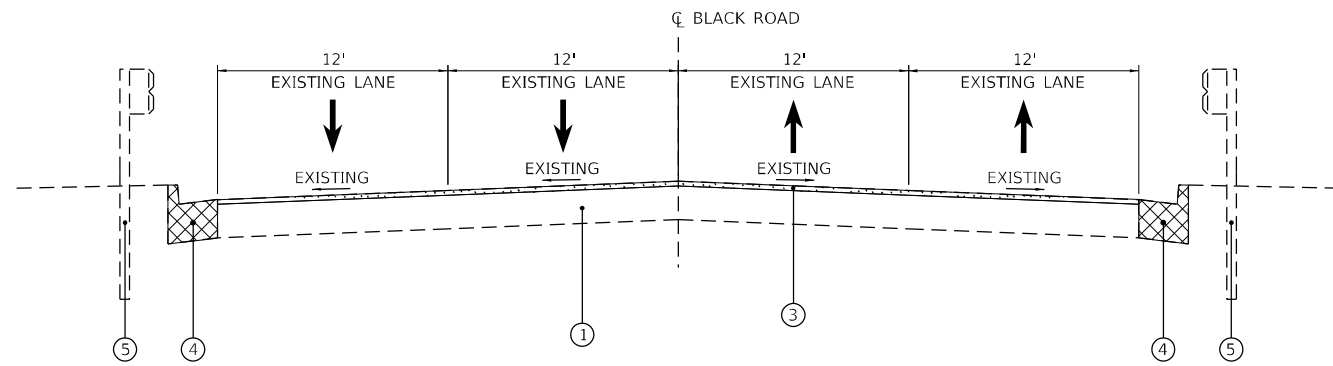 ℄ BLACK ROAD
12' 12' 12' 12'
EXISTING LANE EXISTING LANE EXISTING LANE EXISTING LANE
EXISTING EXISTING EXISTING EXISTING
3
1
5 4 4 5